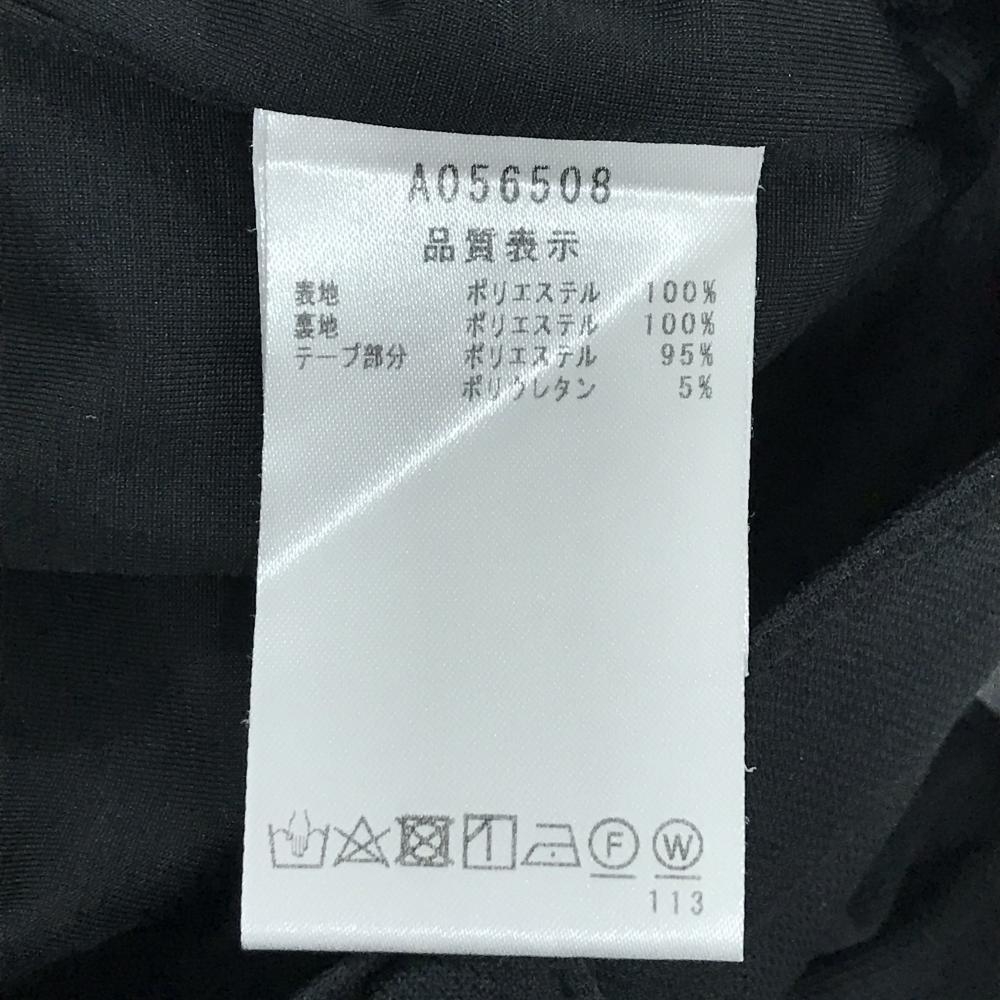 A056508
品質表示
表地 ポリエステル 100%
裏地 ポリエステル 100%
テープ部分 ポリエステル 95%
ポリウレタン 5%
F W
113